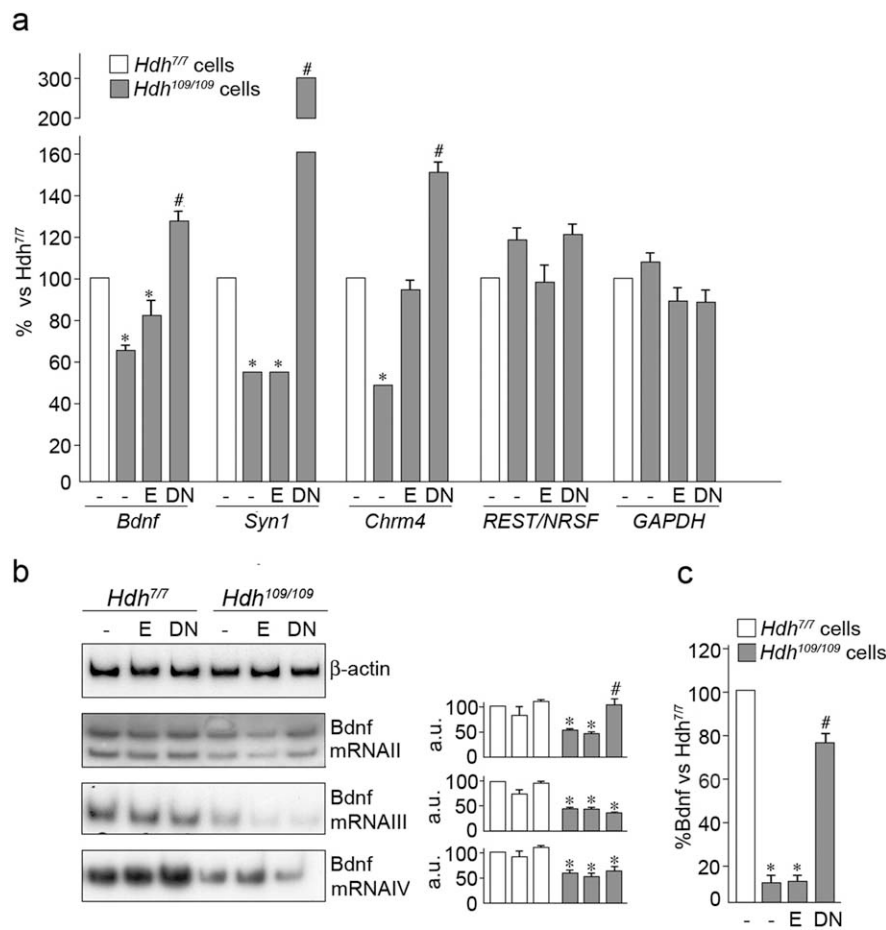 a
Hdh7/7 cells
Hdh109/109 cells
% vs Hdh7/7
300
200
160
140
120
100
80
60
40
20
0
* * #
* * #
* #
- - E DN - - E DN - - E DN - - E DN - - E DN
Bdnf Syn1 Chrm4 REST/NRSF GAPDH
b
Hdh7/7 Hdh109/109
- E DN - E DN
β-actin
Bdnf
mRNAII
Bdnf
mRNAIII
Bdnf
mRNAIV
a.u.
100
50
0
* * #
a.u.
100
50
0
* * *
a.u.
100
50
0
* * *
c
Hdh7/7 cells
Hdh109/109 cells
%Bdnf vs Hdh7/7
120
100
80
60
40
20
0
* * #
- - E DN